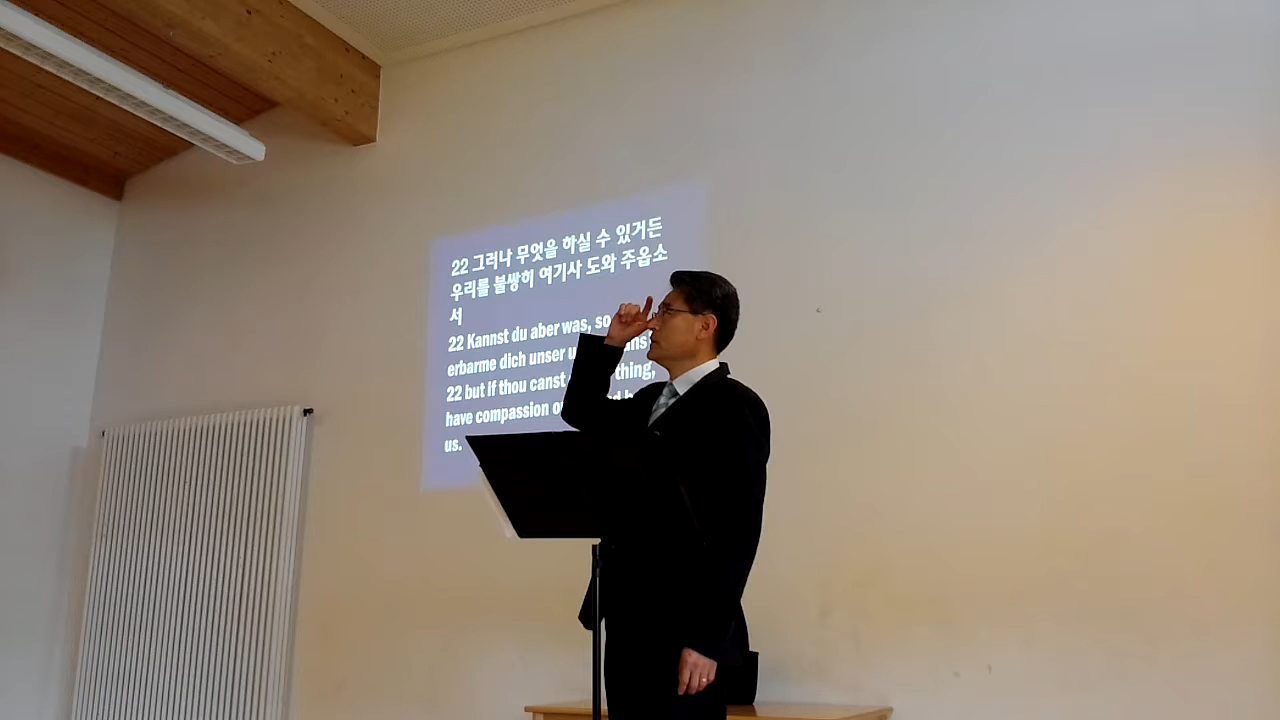 22 그러나 무엇을 하실 수 있거든
우리를 불쌍히 여기사 도와 주옵소
서
22 Kannst du aber was, so
erbarme dich unser
22 but if thou canst thing,
have compassion
us.